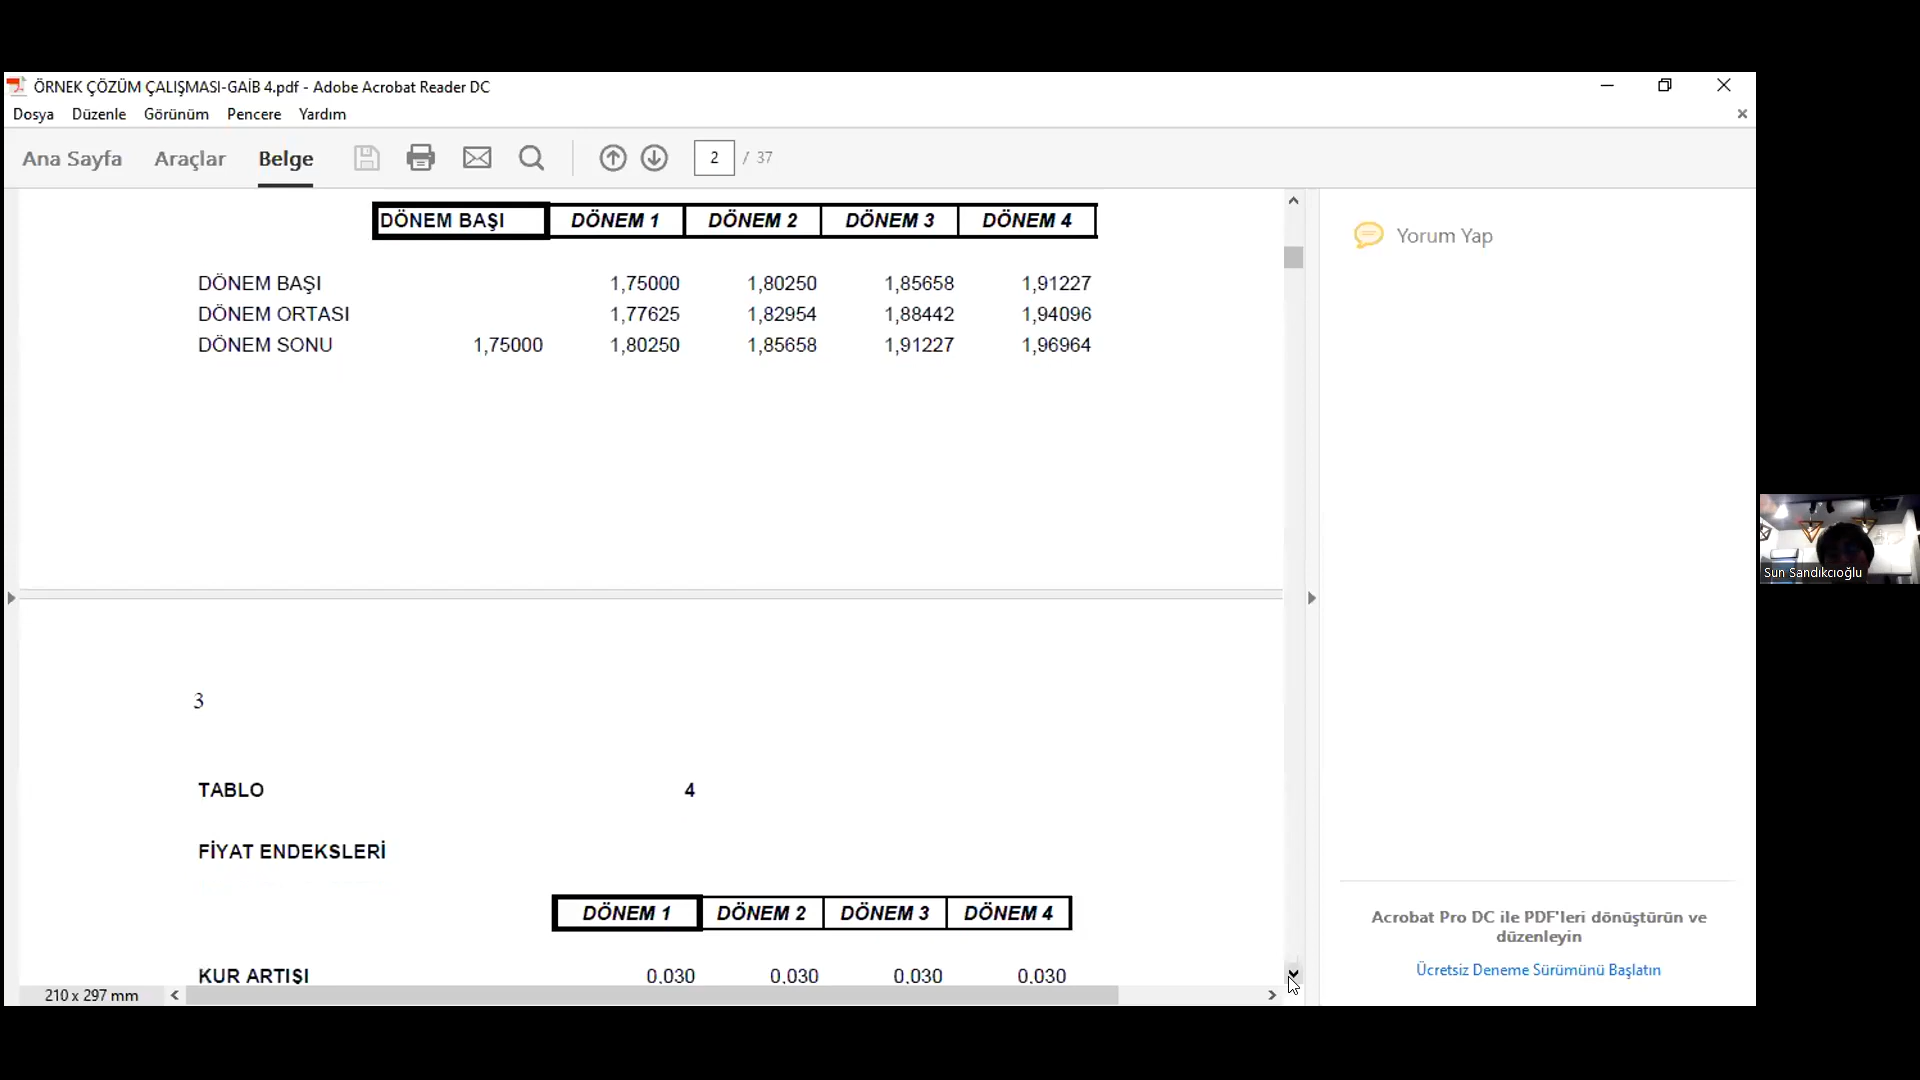 ÖRNEK ÇÖZÜM ÇALIŞMASI-GAİB 4.pdf - Adobe Acrobat Reader DC
Dosya Düzenle Görünüm Pencere Yardım
Ana Sayfa Araçlar Belge 2 / 37
DÖNEM BAŞI DÖNEM 1 DÖNEM 2 DÖNEM 3 DÖNEM 4
DÖNEM BAŞI 1,75000 1,80250 1,85658 1,91227
DÖNEM ORTASI 1,77625 1,82954 1,88442 1,94096
DÖNEM SONU 1,75000 1,80250 1,85658 1,91227 1,96964
3
TABLO 4
FİYAT ENDEKSLERİ
DÖNEM 1 DÖNEM 2 DÖNEM 3 DÖNEM 4
KUR ARTIŞI 0,030 0,030 0,030 0,030
210 x 297 mm
Yorum Yap
Acrobat Pro DC ile PDF'leri dönüştürün ve
düzenleyin
Ücretsiz Deneme Sürümünü Başlatın
Sun Sandıkcıoğlu